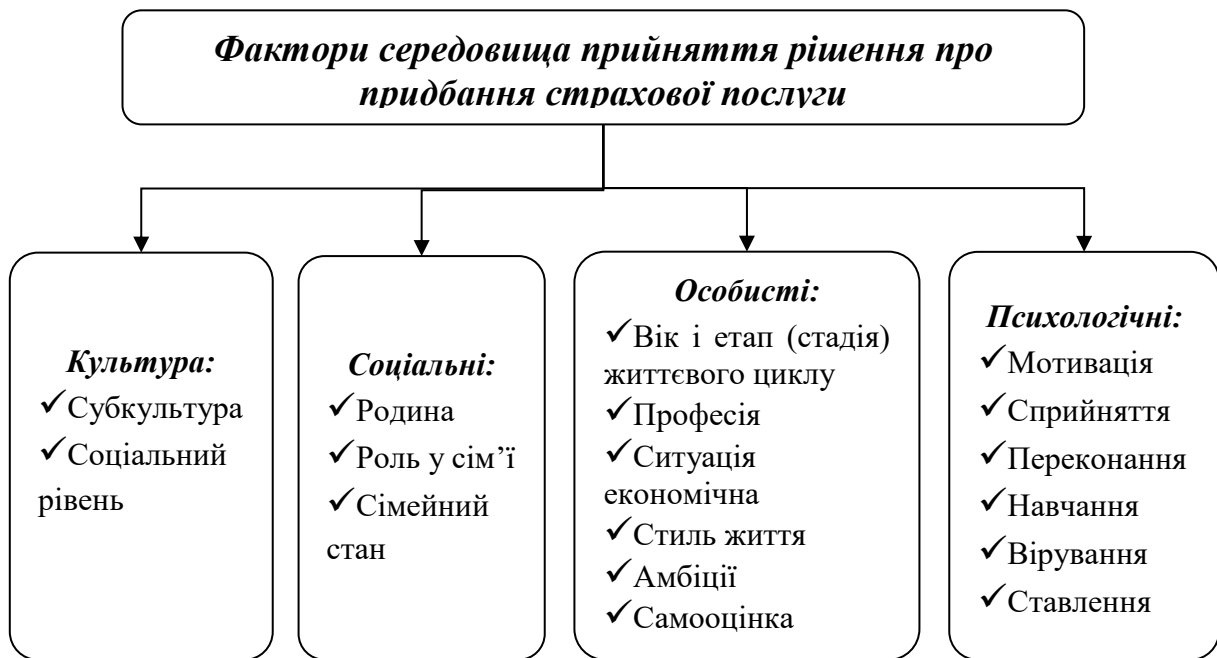 Фактори середовища прийняття рішення про
придбання страхової послуги
Культура:
✓Субкультура
✓Соціальний
рівень
Соціальні:
✓Родина
✓Роль у сім’ї
✓Сімейний
стан
Особисті:
✓Вік і етап (стадія)
життєвого циклу
✓Професія
✓Ситуація
економічна
✓Стиль життя
✓Амбіції
✓Самооцінка
Психологічні:
✓Мотивація
✓Сприйняття
✓Переконання
✓Навчання
✓Вірування
✓Ставлення